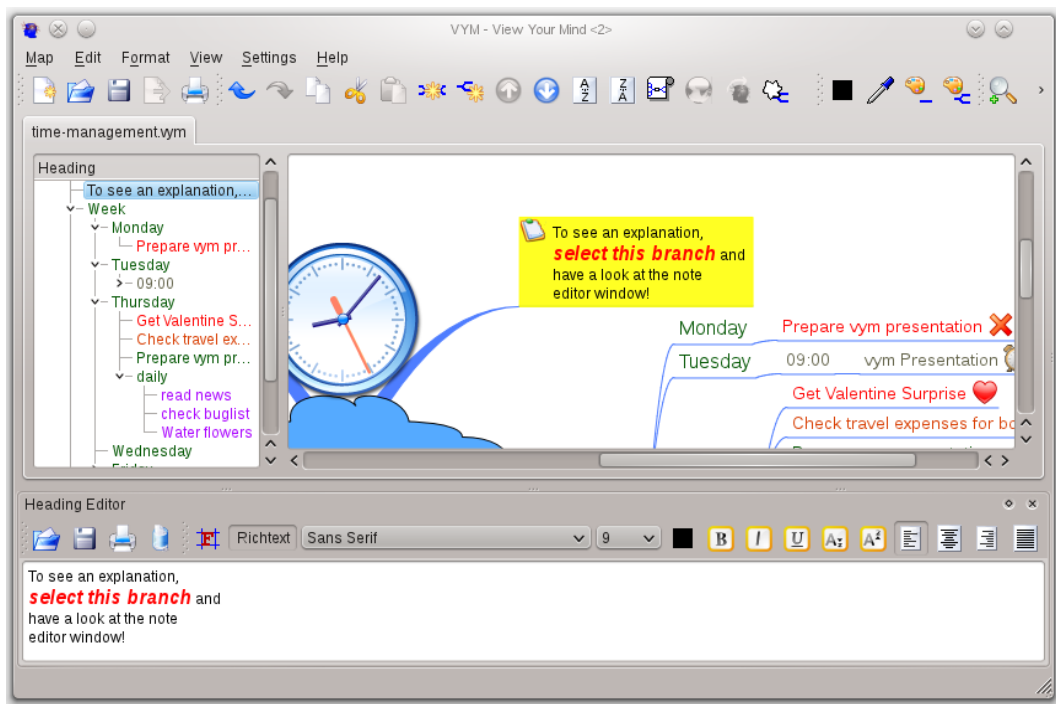 VYM - View Your Mind <2>
Map Edit Format View Settings Help
time-management.vym
Heading
To see an explanation,...
Week
Monday
Prepare vym pr...
Tuesday
09:00
Thursday
Get Valentine S...
Check travel ex...
Prepare vym pr...
daily
read news
check buglist
Water flowers
Wednesday
To see an explanation,
select this branch and
have a look at the note
editor window!
Monday Prepare vym presentation
Tuesday 09:00 vym Presentation
Get Valentine Surprise
Check travel expenses for bo
Heading Editor
Richtext Sans Serif 9
To see an explanation,
select this branch and
have a look at the note
editor window!